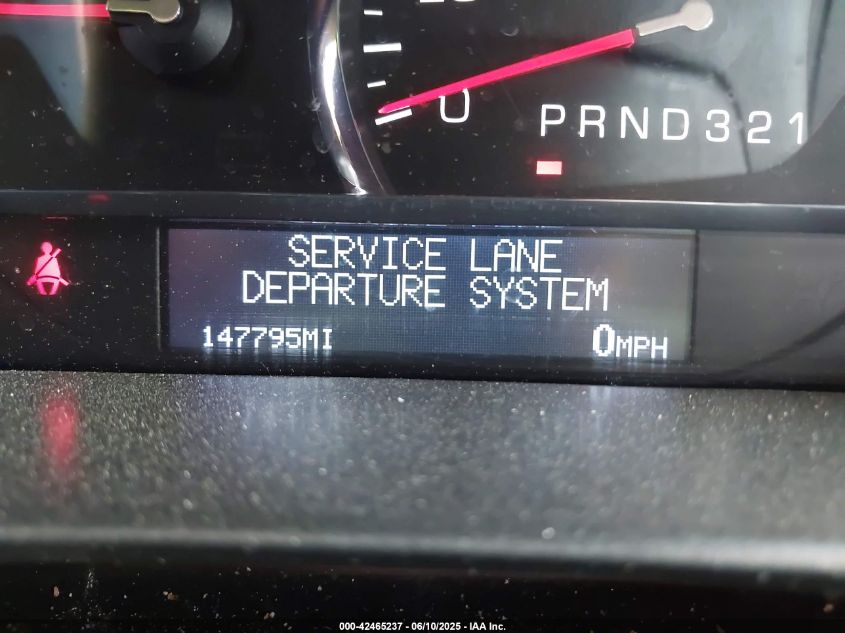 0
PRND321
SERVICE LANE
DEPARTURE SYSTEM
147795MI 0MPH
000-42465237 - 06/10/2025 - IAA Inc.